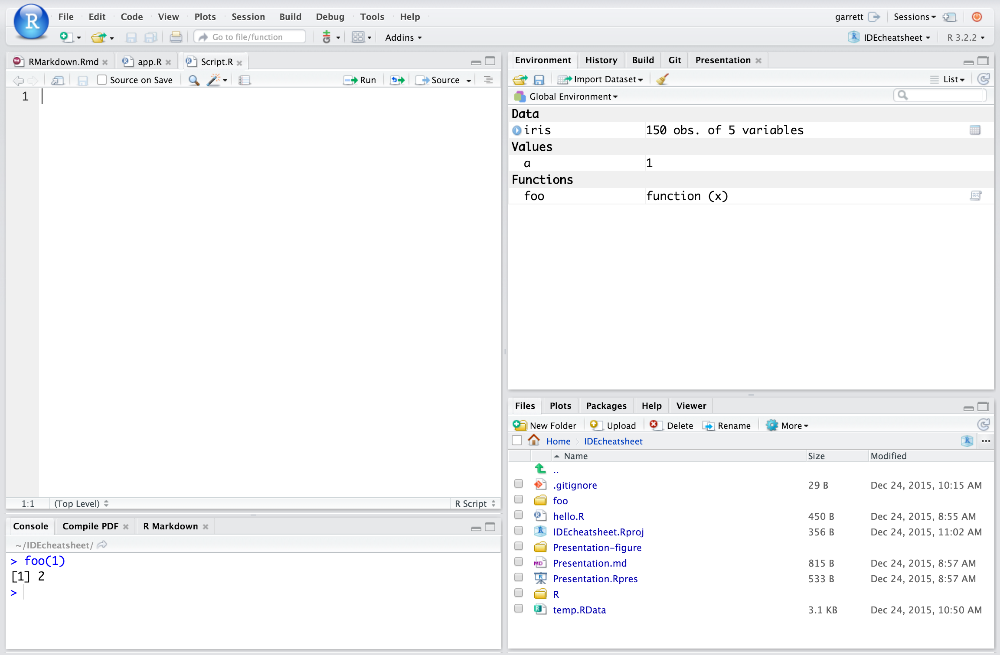 R File Edit Code View Plots Session Build Debug Tools Help garrett Sessions
Go to file/function Addins IDEcheatsheet R 3.2.2
RMarkdown.Rmd app.R Script.R
Source on Save Run Source
1
1:1 (Top Level) R Script
Console Compile PDF R Markdown
~/IDEcheatsheet/
> foo(1)
[1] 2
>
Environment History Build Git Presentation
Import Dataset List
Global Environment
Data
iris 150 obs. of 5 variables
Values
a 1
Functions
foo function (x)
Files Plots Packages Help Viewer
New Folder Upload Delete Rename More
Home IDEcheatsheet R ...
Name Size Modified
..
.gitignore 29 B Dec 24, 2015, 10:15 AM
foo
hello.R 450 B Dec 24, 2015, 8:55 AM
IDEcheatsheet.Rproj 356 B Dec 24, 2015, 11:02 AM
Presentation-figure
MD Presentation.md 815 B Dec 24, 2015, 8:57 AM
Presentation.Rpres 533 B Dec 24, 2015, 8:57 AM
R
temp.RData 3.1 KB Dec 24, 2015, 10:50 AM